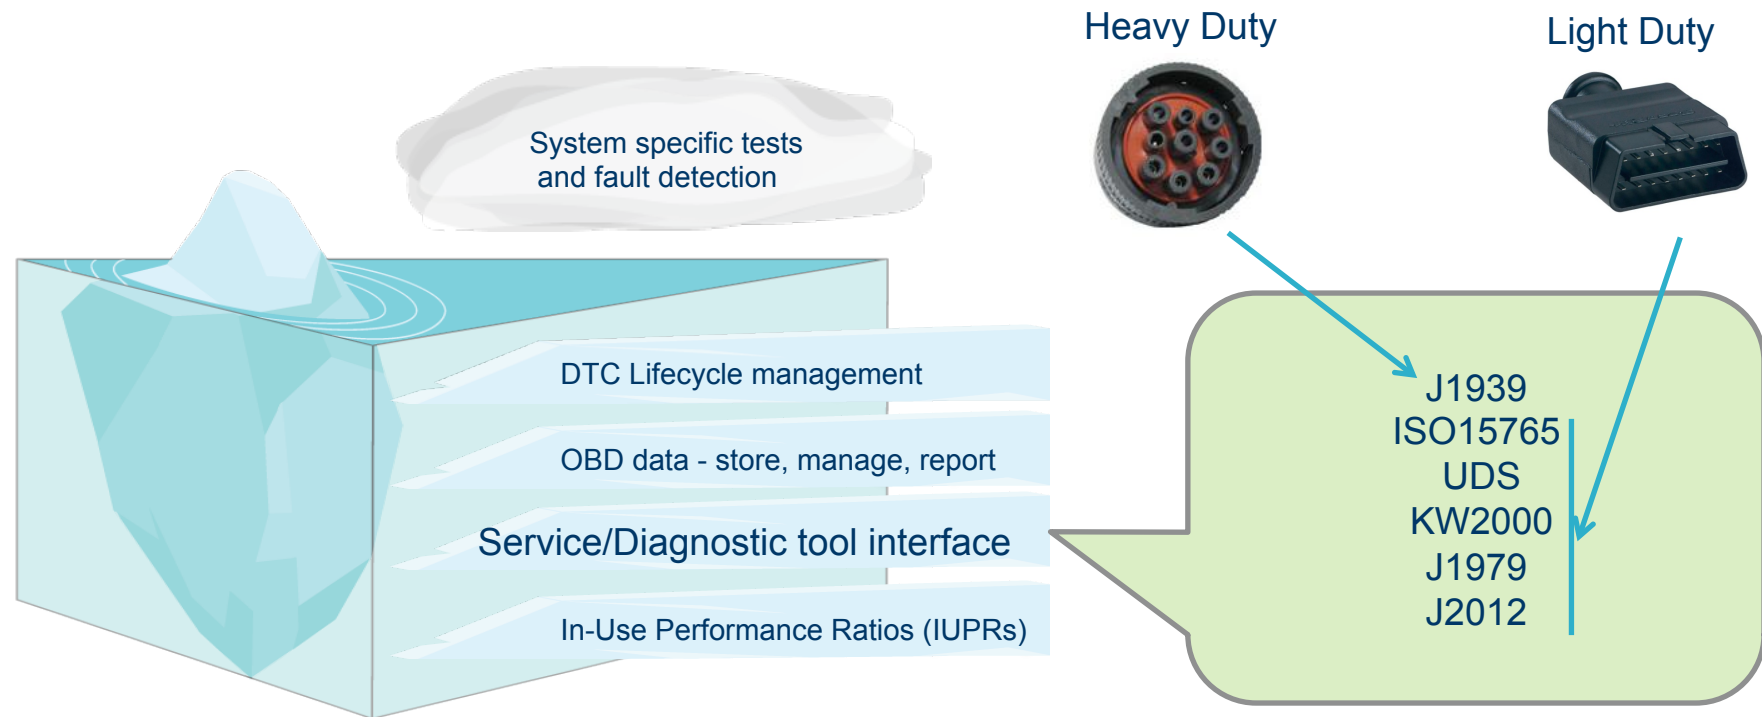 Heavy Duty
Light Duty
System specific tests
and fault detection
DTC Lifecycle management
OBD data - store, manage, report
Service/Diagnostic tool interface
In-Use Performance Ratios (IUPRs)
J1939
ISO15765
UDS
KW2000
J1979
J2012